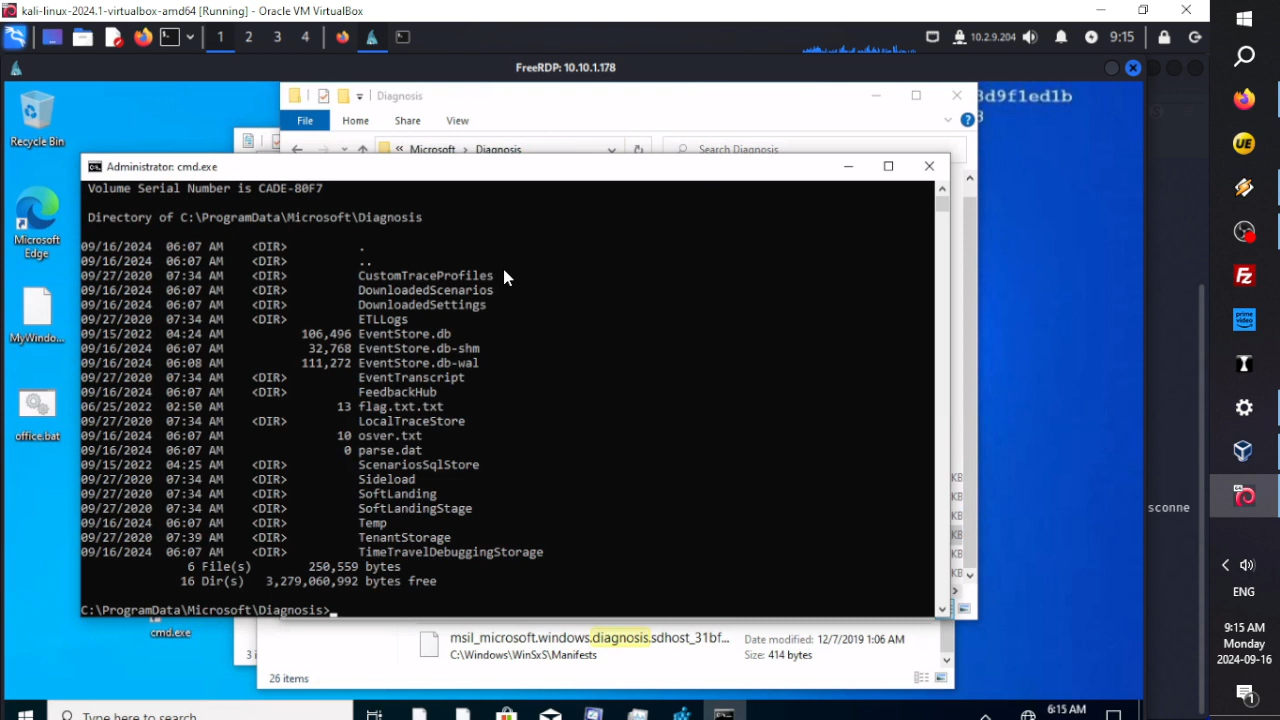 kali-linux-2024.1-virtualbox-amd64 [Running] - Oracle VM VirtualBox
1 2 3 4 10.2.9.204 9:15
FreeRDP: 10.10.1.178
3d9f1ed1b
Recycle Bin
Diagnosis
File Home Share View
« Microsoft › Diagnosis Search Diagnosis
Administrator: cmd.exe
Volume Serial Number is CADE-80F7
Directory of C:\ProgramData\Microsoft\Diagnosis
09/16/2024 06:07 AM <DIR> .
09/16/2024 06:07 AM <DIR> ..
09/27/2020 07:34 AM <DIR> CustomTraceProfiles
09/16/2024 06:07 AM <DIR> DownloadedScenarios
09/16/2024 06:07 AM <DIR> DownloadedSettings
09/27/2020 07:34 AM <DIR> ETLLogs
09/15/2022 04:24 AM 106,496 EventStore.db
09/16/2024 06:07 AM 32,768 EventStore.db-shm
09/16/2024 06:08 AM 111,272 EventStore.db-wal
09/27/2020 07:34 AM <DIR> EventTranscript
09/27/2020 07:34 AM <DIR> FeedbackHub
06/25/2022 02:50 AM 13 flag.txt.txt
09/27/2020 07:34 AM <DIR> LocalTraceStore
09/16/2024 06:07 AM 10 osver.txt
09/16/2024 06:07 AM 0 parse.dat
09/15/2022 04:25 AM <DIR> ScenariosSqlStore
09/27/2020 07:34 AM <DIR> Sideload
09/27/2020 07:34 AM <DIR> SoftLanding
09/27/2020 07:34 AM <DIR> SoftLandingStage
09/16/2024 06:07 AM <DIR> Temp
09/27/2020 07:39 AM <DIR> TenantStorage
09/16/2024 06:07 AM <DIR> TimeTravelDebuggingStorage
6 File(s) 250,559 bytes
16 Dir(s) 3,279,060,992 bytes free
C:\ProgramData\Microsoft\Diagnosis>
Microsoft
Edge
MyWindo...
office.bat
cmd.exe
KB
KB
KB
KB
KB
KB
sconne
msil_microsoft.windows.diagnosis.sdhost_31bf...
C:\Windows\WinSxS\Manifests
Date modified: 12/7/2019 1:06 AM
Size: 414 bytes
26 items
Type here to search
6:15 AM
UE
Fz
prime
video
ENG
9:15 AM
Monday
2024-09-16
1